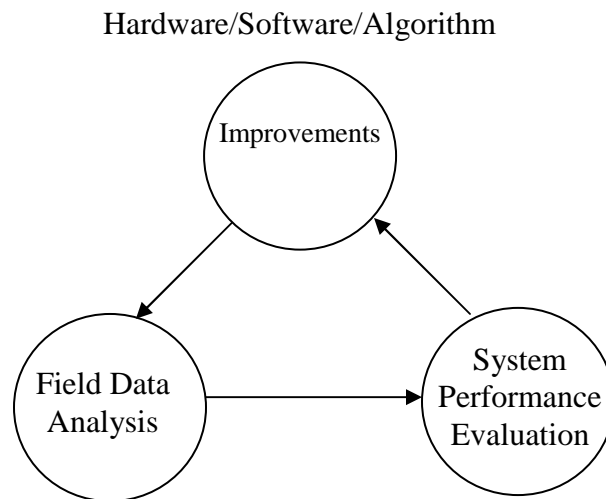 Hardware/Software/Algorithm
Improvements
Field Data
Analysis
System
Performance
Evaluation